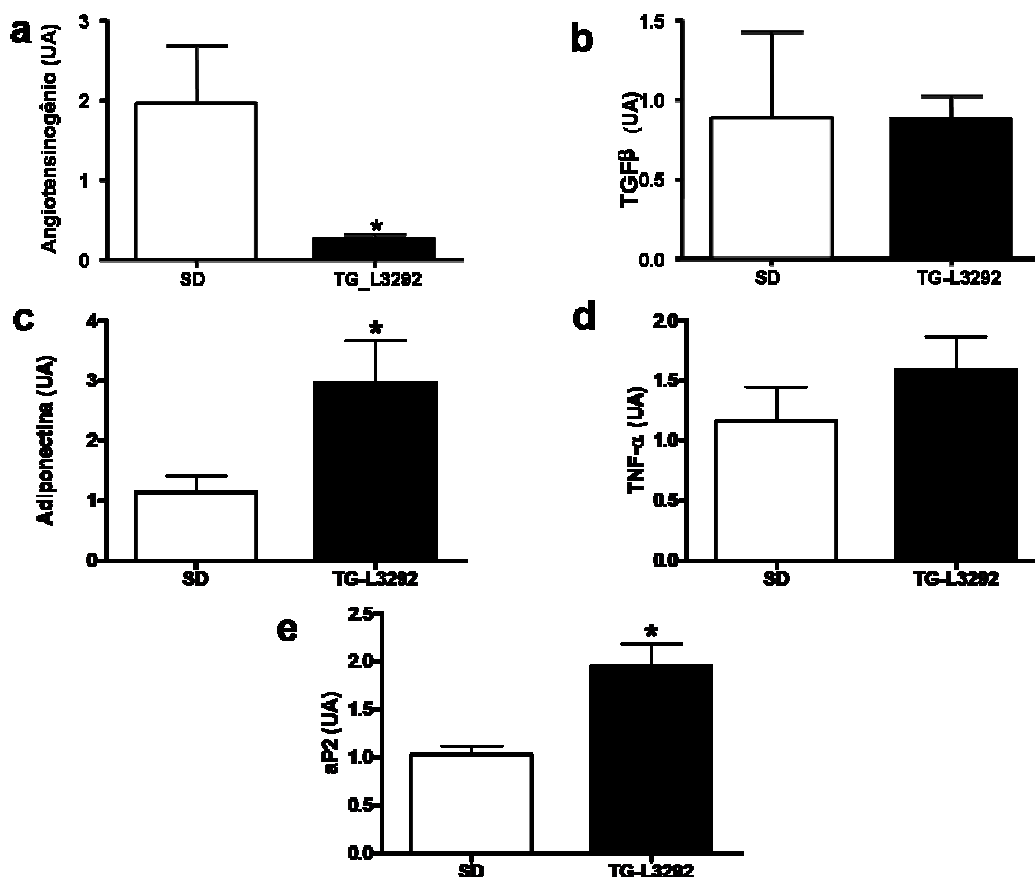 a
Angiotensinogênio (UA)
3
2
1
0
*
SD
TG_L3292
b
TGFβ (UA)
1.5
1.0
0.5
0.0
SD
TG-L3292
c
Adiponectina (UA)
4
3
2
1
0
*
SD
TG-L3292
d
TNF-α (UA)
2.0
1.5
1.0
0.5
0.0
SD
TG-L3292
e
aP2 (UA)
2.5
2.0
1.5
1.0
0.5
0.0
*
SD
TG-L3292